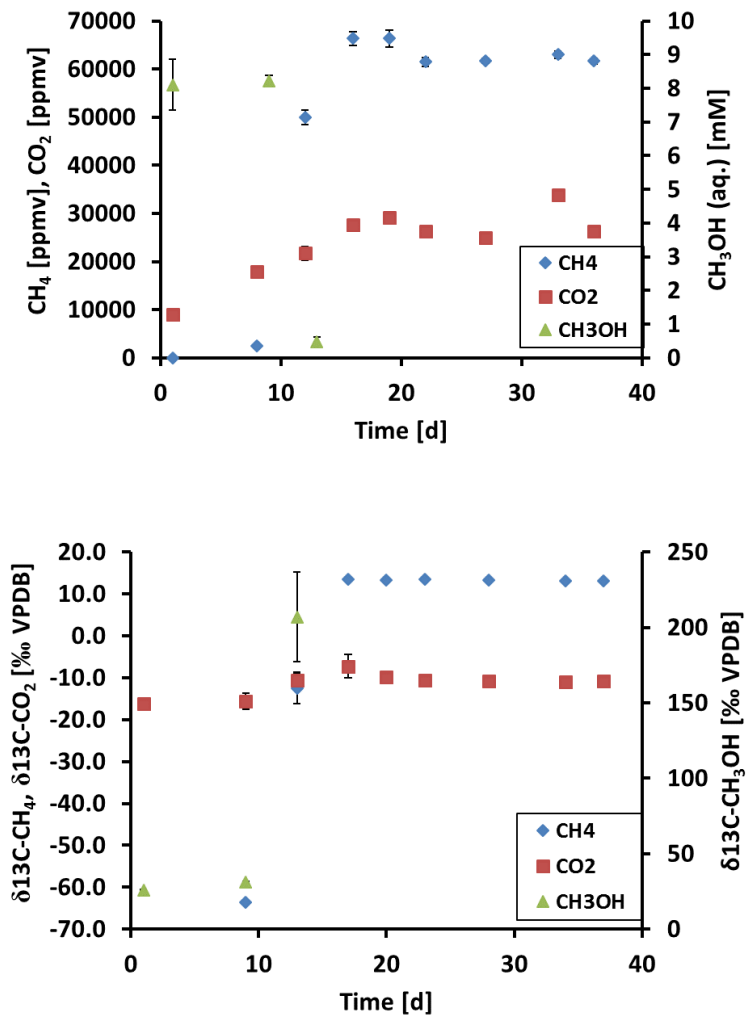 70000
60000
50000
40000
30000
20000
10000
0
CH4 [ppmv], CO2 [ppmv]
10
9
8
7
6
5
4
3
2
1
0
CH3OH (aq.) [mM]
CH4
CO2
CH3OH
0 10 20 30 40
Time [d]
20.0
10.0
0.0
-10.0
-20.0
-30.0
-40.0
-50.0
-60.0
-70.0
δ13C-CH4, δ13C-CO2 [‰ VPDB]
250
200
150
100
50
0
δ13C-CH3OH [‰ VPDB]
CH4
CO2
CH3OH
0 10 20 30 40
Time [d]